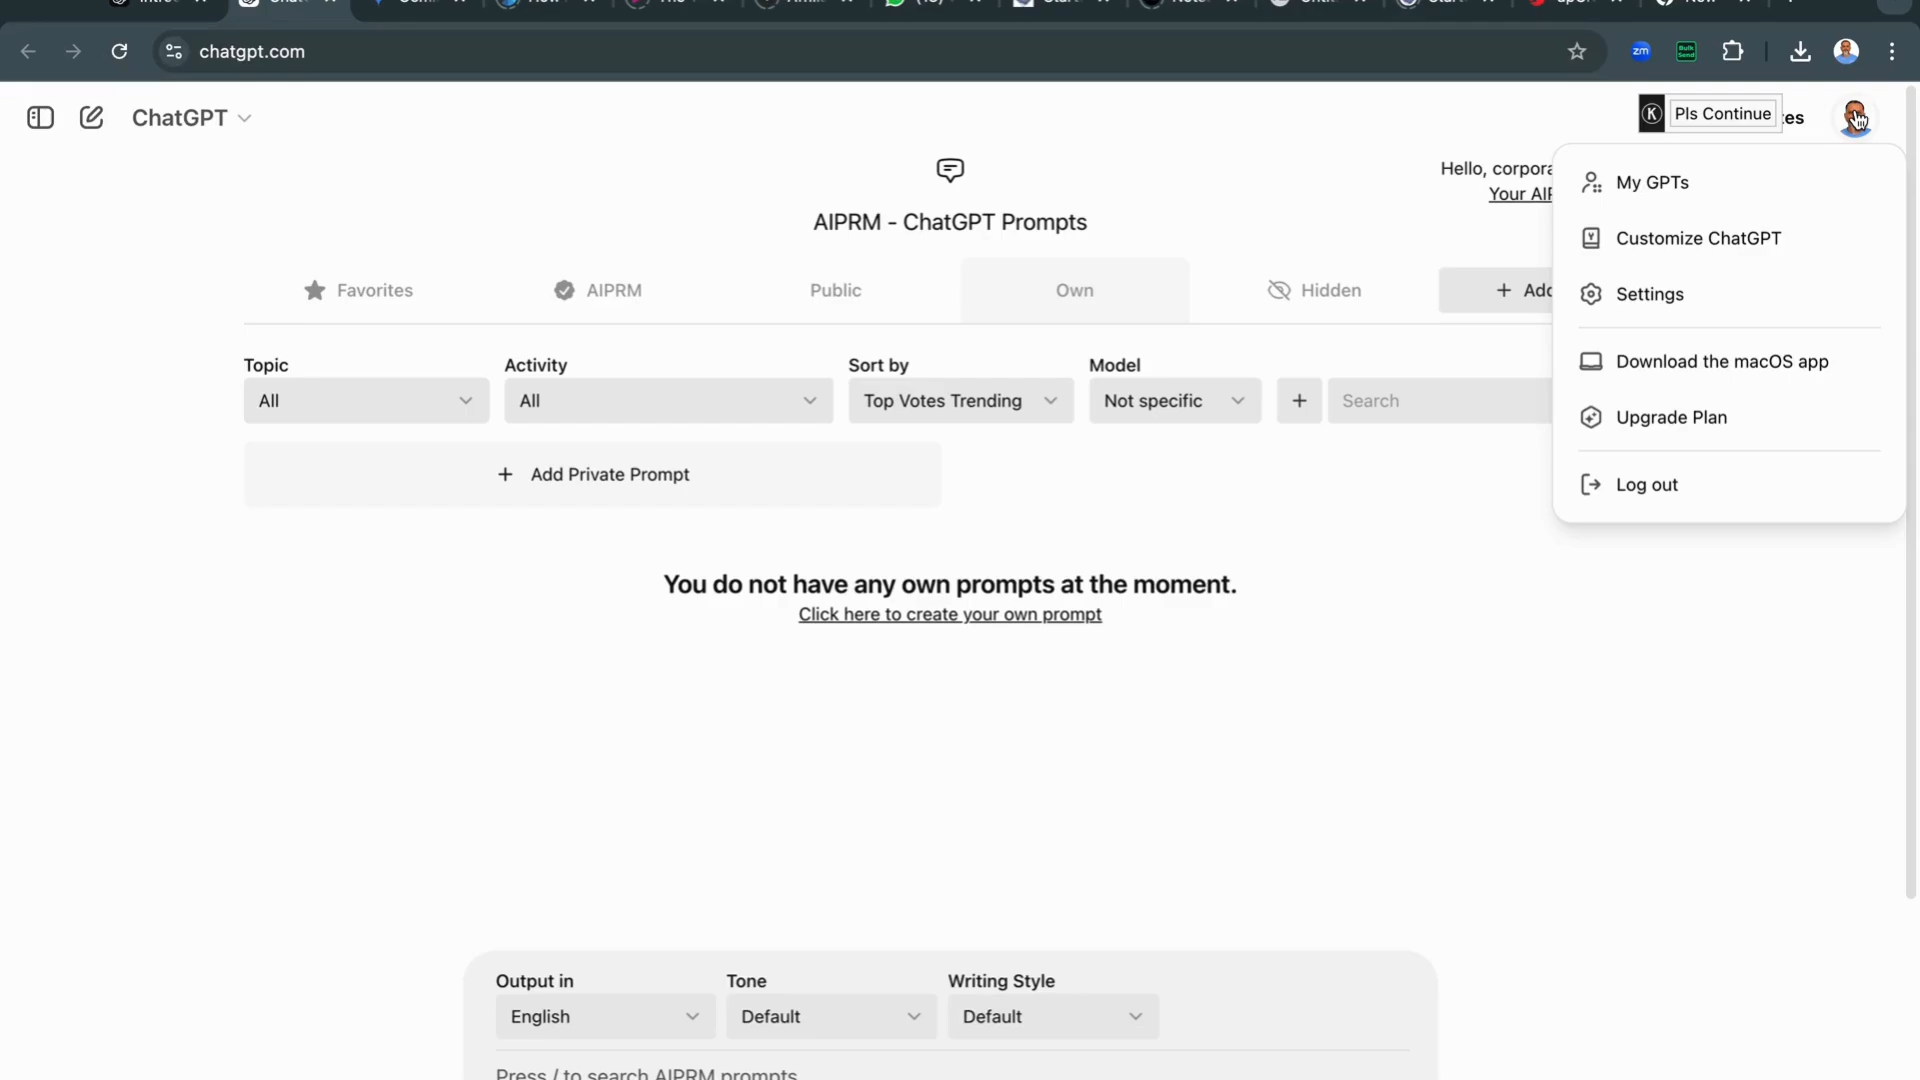 chatgpt.com
zm
Bulk Send
ChatGPT
K Pls Continue
Hello,
Your
My GPTs
AIPRM - ChatGPT Prompts
Customize ChatGPT
Favorites AIPRM Public Own Hidden + Add
Settings
Topic Activity Sort by Model
Download the macOS app
All All Top Votes Trending Not specific + Search
Upgrade Plan
+ Add Private Prompt
Log out
You do not have any own prompts at the moment.
Click here to create your own prompt
Output in Tone Writing Style
English Default Default
Press / to search AIPRM prompts